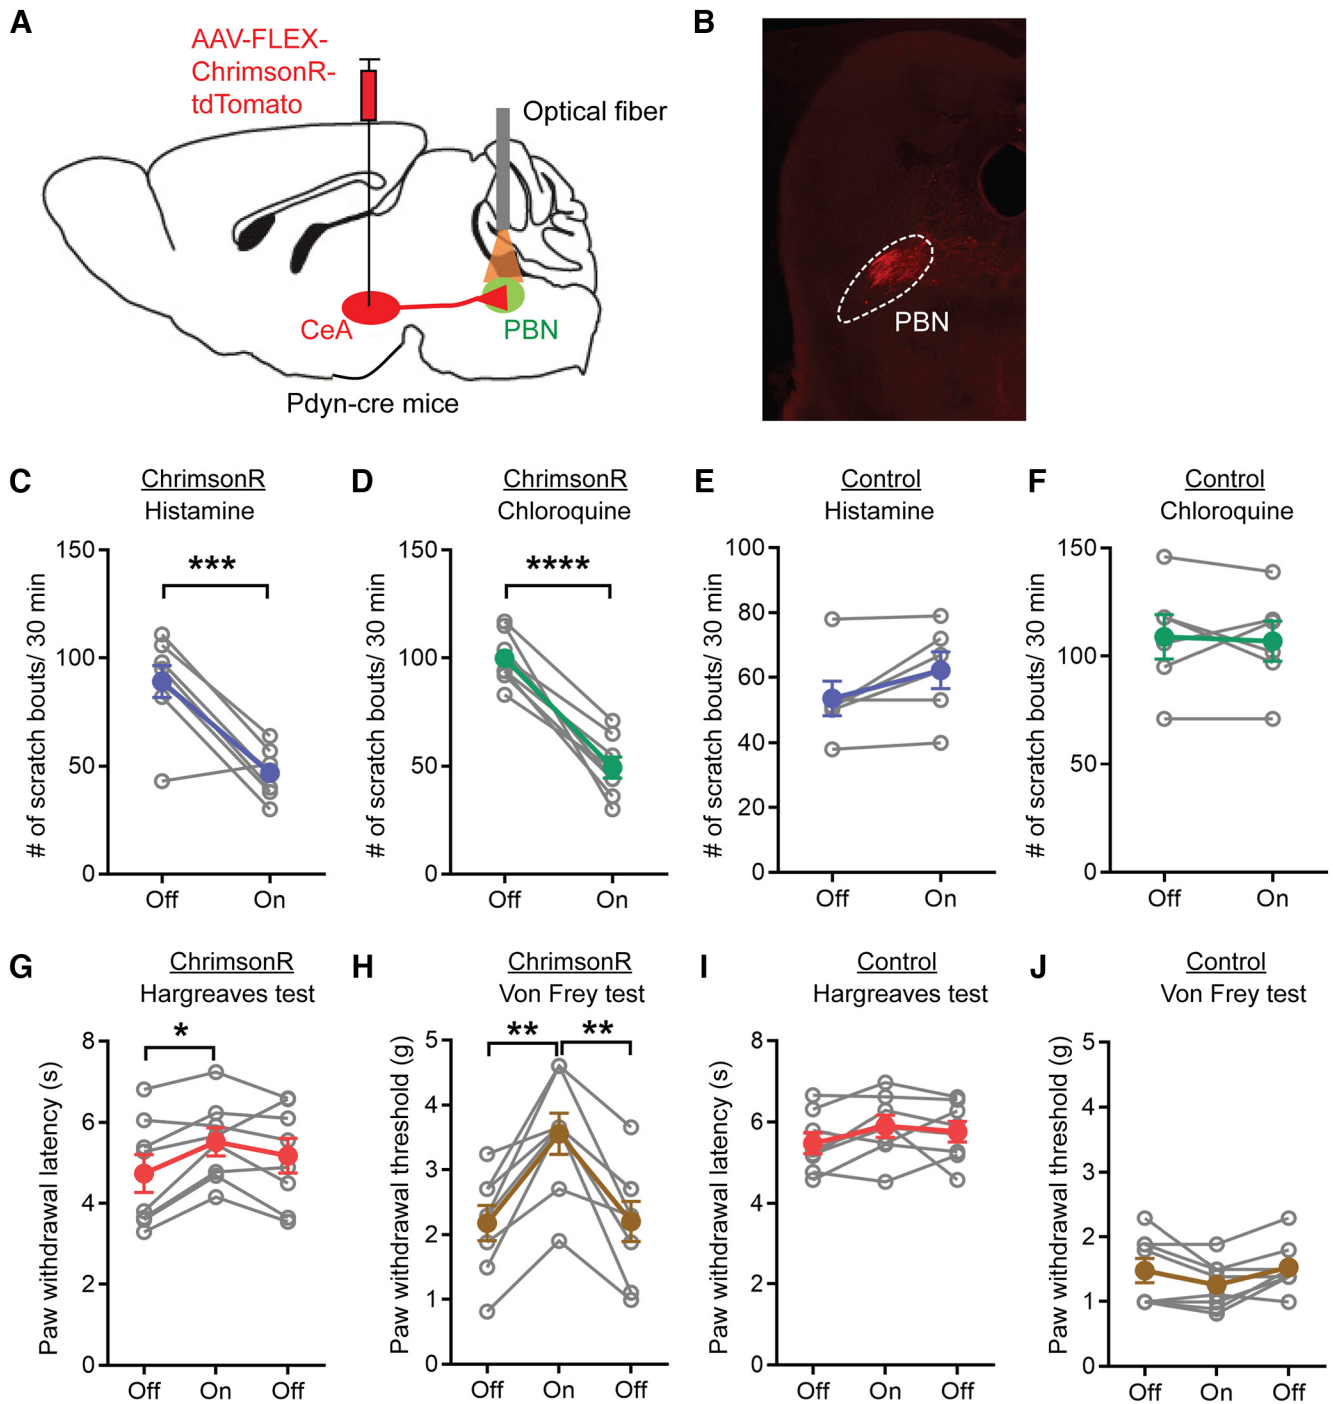 A
AAV-FLEX-
ChrimsonR-
tdTomato
Optical fiber
CeA
PBN
Pdyn-cre mice
B
PBN
C
ChrimsonR
Histamine
# of scratch bouts/ 30 min
150
100
50
0
***
Off
On
D
ChrimsonR
Chloroquine
# of scratch bouts/ 30 min
150
100
50
0
****
Off
On
E
Control
Histamine
# of scratch bouts/ 30 min
100
80
60
40
20
0
Off
On
F
Control
Chloroquine
# of scratch bouts/ 30 min
150
100
50
0
Off
On
G
ChrimsonR
Hargreaves test
Paw withdrawal latency (s)
8
6
4
2
0
*
Off
On
Off
H
ChrimsonR
Von Frey test
Paw withdrawal threshold (g)
5
4
3
2
1
0
**
**
Off
On
Off
I
Control
Hargreaves test
Paw withdrawal latency (s)
8
6
4
2
0
Off
On
Off
J
Control
Von Frey test
Paw withdrawal threshold (g)
5
4
3
2
1
0
Off
On
Off